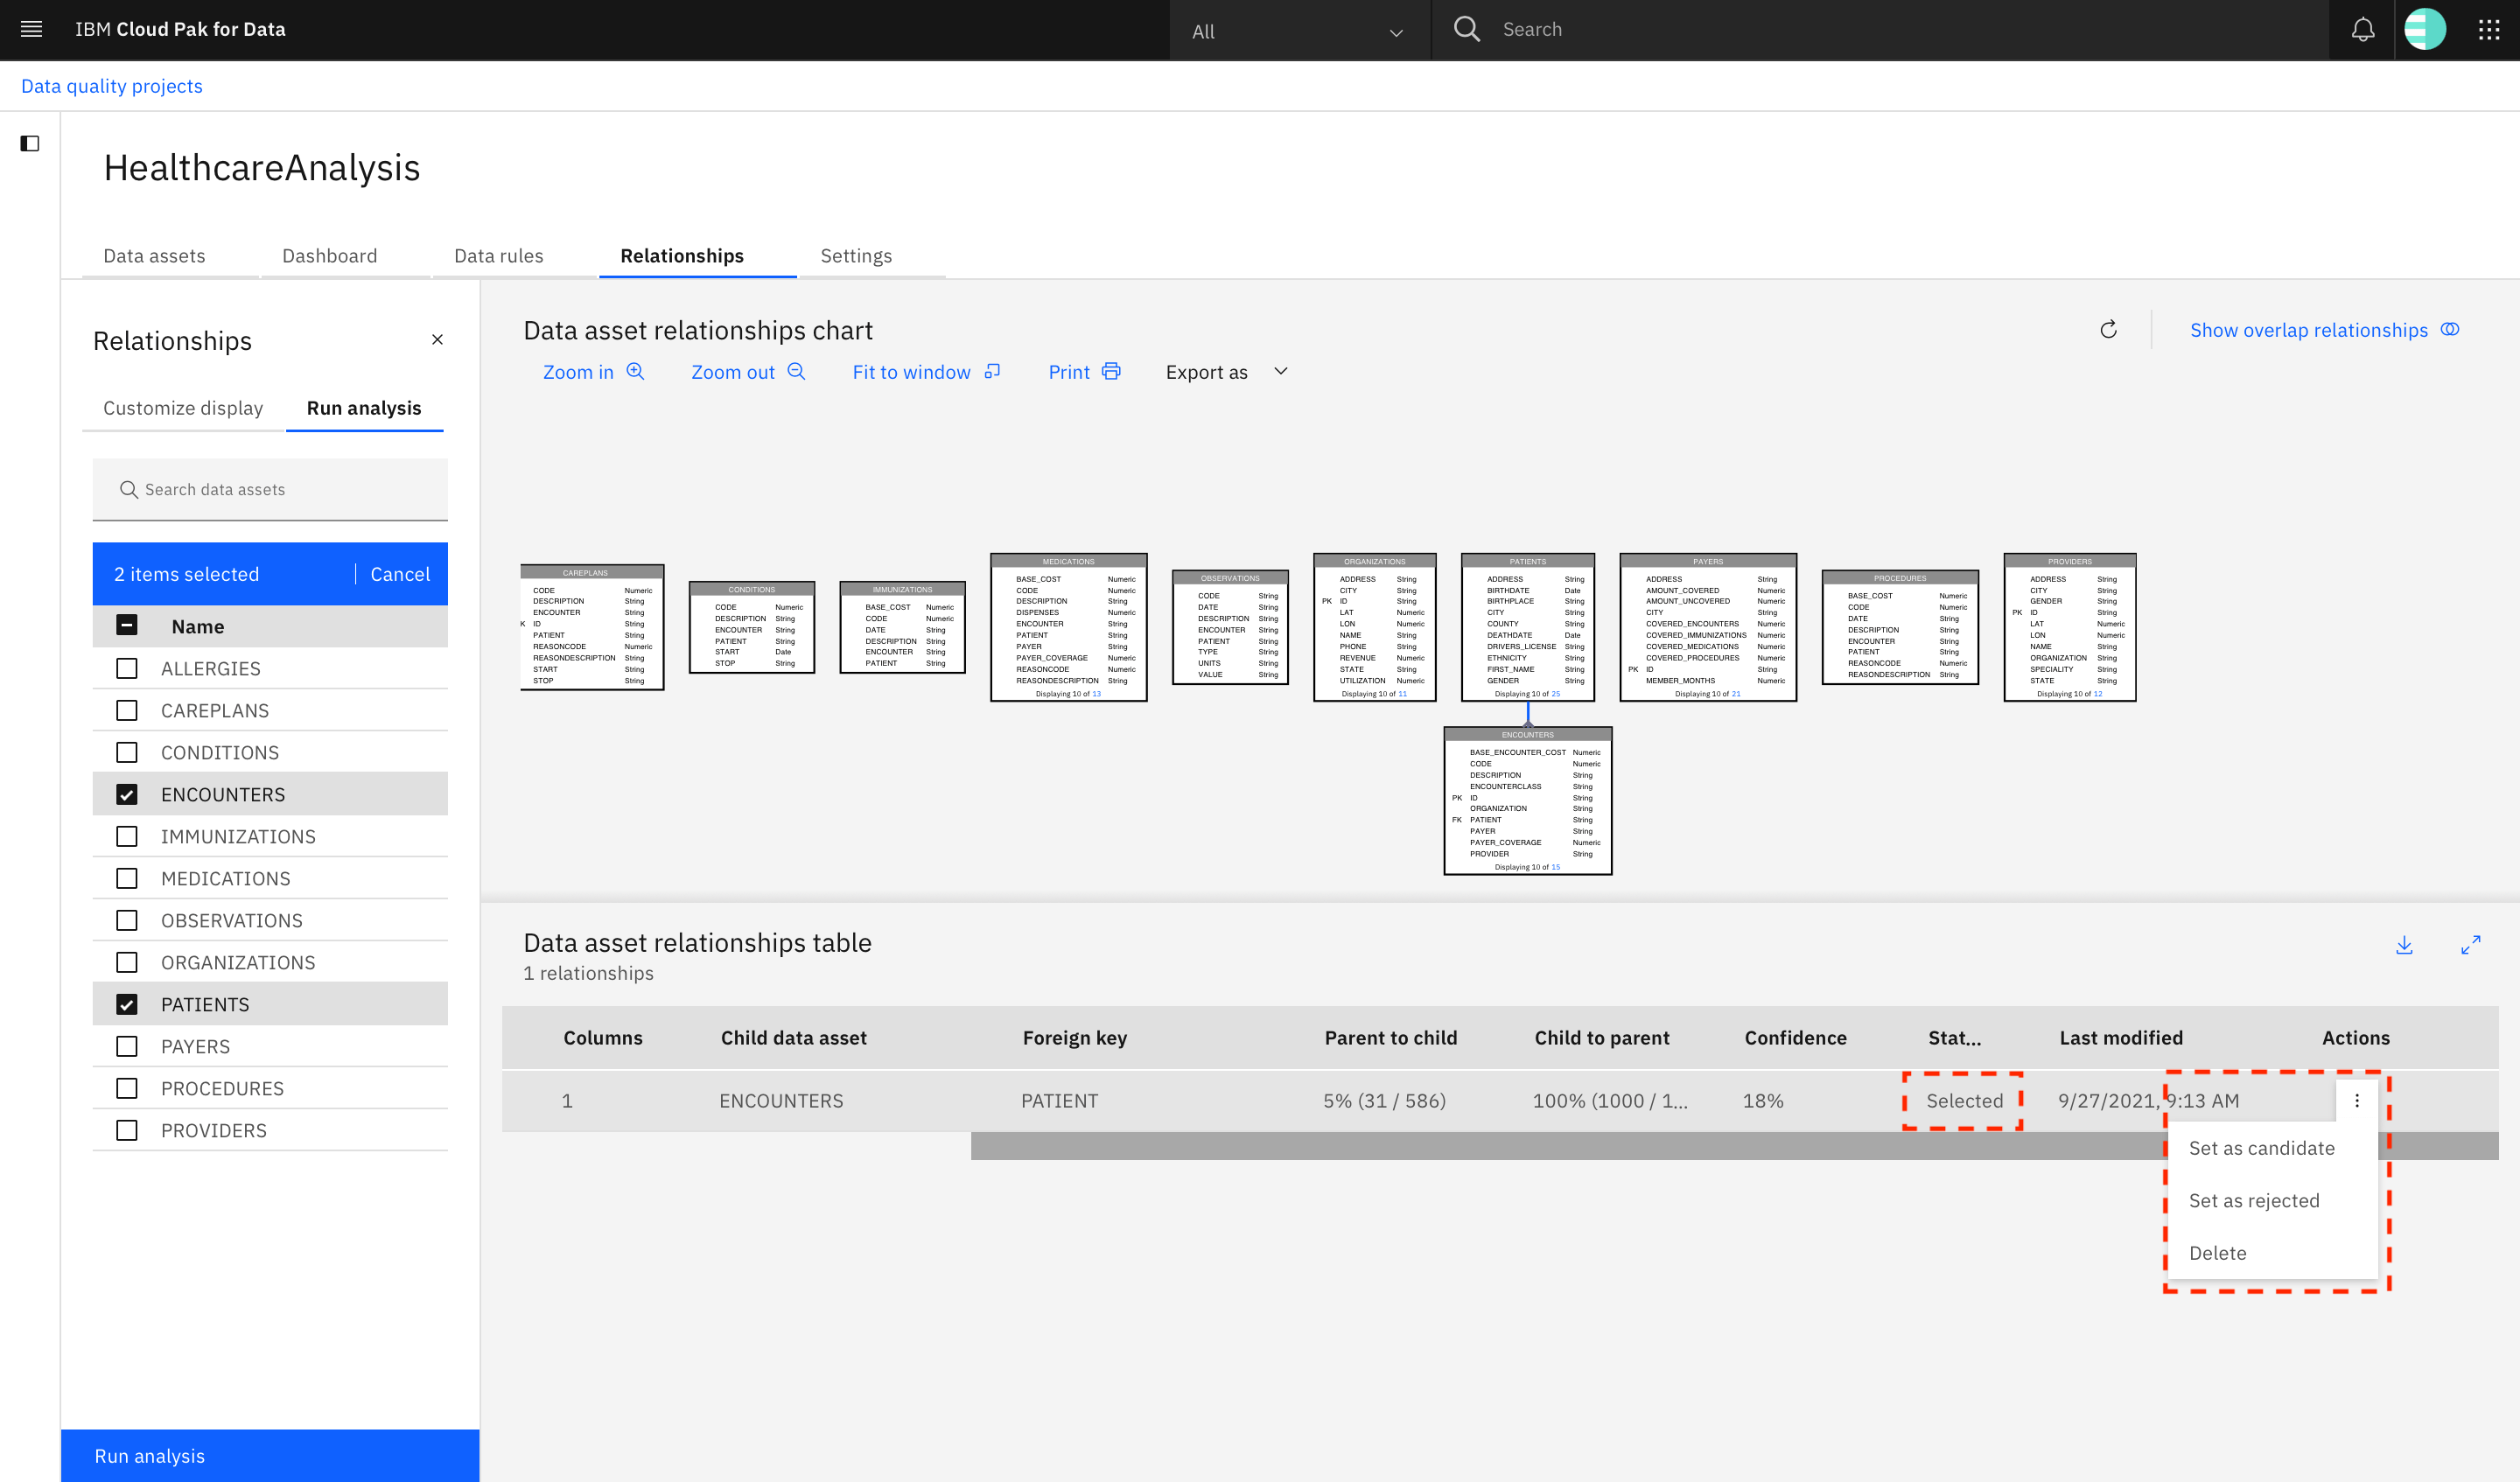 IBM Cloud Pak for Data
All
Search
Data quality projects
HealthcareAnalysis
Data assets
Dashboard
Data rules
Relationships
Settings
Relationships
Customize display
Run analysis
Search data assets
2 items selected
Cancel
Name
ALLERGIES
CAREPLANS
CONDITIONS
ENCOUNTERS
IMMUNIZATIONS
MEDICATIONS
OBSERVATIONS
ORGANIZATIONS
PATIENTS
PAYERS
PROCEDURES
PROVIDERS
Run analysis
Data asset relationships chart
Show overlap relationships
Zoom in
Zoom out
Fit to window
Print
Export as
CAREPLANS
CODE Numeric
DESCRIPTION String
ENCOUNTER String
K ID String
PATIENT String
REASONCODE Numeric
REASONDESCRIPTION String
START String
STOP String
CONDITIONS
CODE Numeric
DESCRIPTION String
ENCOUNTER String
PATIENT String
START Date
STOP String
IMMUNIZATIONS
BASE_COST Numeric
CODE Numeric
DATE String
DESCRIPTION String
ENCOUNTER String
PATIENT String
MEDICATIONS
BASE_COST Numeric
CODE Numeric
DESCRIPTION String
DISPENSES Numeric
ENCOUNTER String
PATIENT String
PAYER String
PAYER_COVERAGE Numeric
REASONCODE Numeric
REASONDESCRIPTION String
Displaying 10 of 13
OBSERVATIONS
CODE String
DATE String
DESCRIPTION String
ENCOUNTER String
PATIENT String
TYPE String
UNITS String
VALUE String
ORGANIZATIONS
ADDRESS String
CITY String
PK ID String
LAT Numeric
LON Numeric
NAME String
PHONE String
REVENUE Numeric
STATE String
UTILIZATION Numeric
Displaying 10 of 11
PATIENTS
ADDRESS String
BIRTHDATE Date
BIRTHPLACE String
CITY String
COUNTY String
DEATHDATE Date
DRIVERS_LICENSE String
ETHNICITY String
FIRST_NAME String
GENDER String
Displaying 10 of 25
PAYERS
ADDRESS String
AMOUNT_COVERED Numeric
AMOUNT_UNCOVERED Numeric
CITY String
COVERED_ENCOUNTERS Numeric
COVERED_IMMUNIZATIONS Numeric
COVERED_MEDICATIONS Numeric
COVERED_PROCEDURES Numeric
PK ID String
MEMBER_MONTHS Numeric
Displaying 10 of 21
PROCEDURES
BASE_COST Numeric
CODE Numeric
DATE String
DESCRIPTION String
ENCOUNTER String
PATIENT String
REASONCODE Numeric
REASONDESCRIPTION String
PROVIDERS
ADDRESS String
CITY String
GENDER String
PK ID String
LAT Numeric
LON Numeric
NAME String
ORGANIZATION String
SPECIALITY String
STATE String
Displaying 10 of 12
ENCOUNTERS
BASE_ENCOUNTER_COST Numeric
CODE Numeric
DESCRIPTION String
ENCOUNTERCLASS String
PK ID String
ORGANIZATION String
FK PATIENT String
PAYER String
PAYER_COVERAGE Numeric
PROVIDER String
Displaying 10 of 15
Data asset relationships table
1 relationships
Columns Child data asset Foreign key Parent to child Child to parent Confidence Stat... Last modified Actions
1 ENCOUNTERS PATIENT 5% (31 / 586) 100% (1000 / 1... 18% Selected 9/27/2021, 9:13 AM
Set as candidate
Set as rejected
Delete